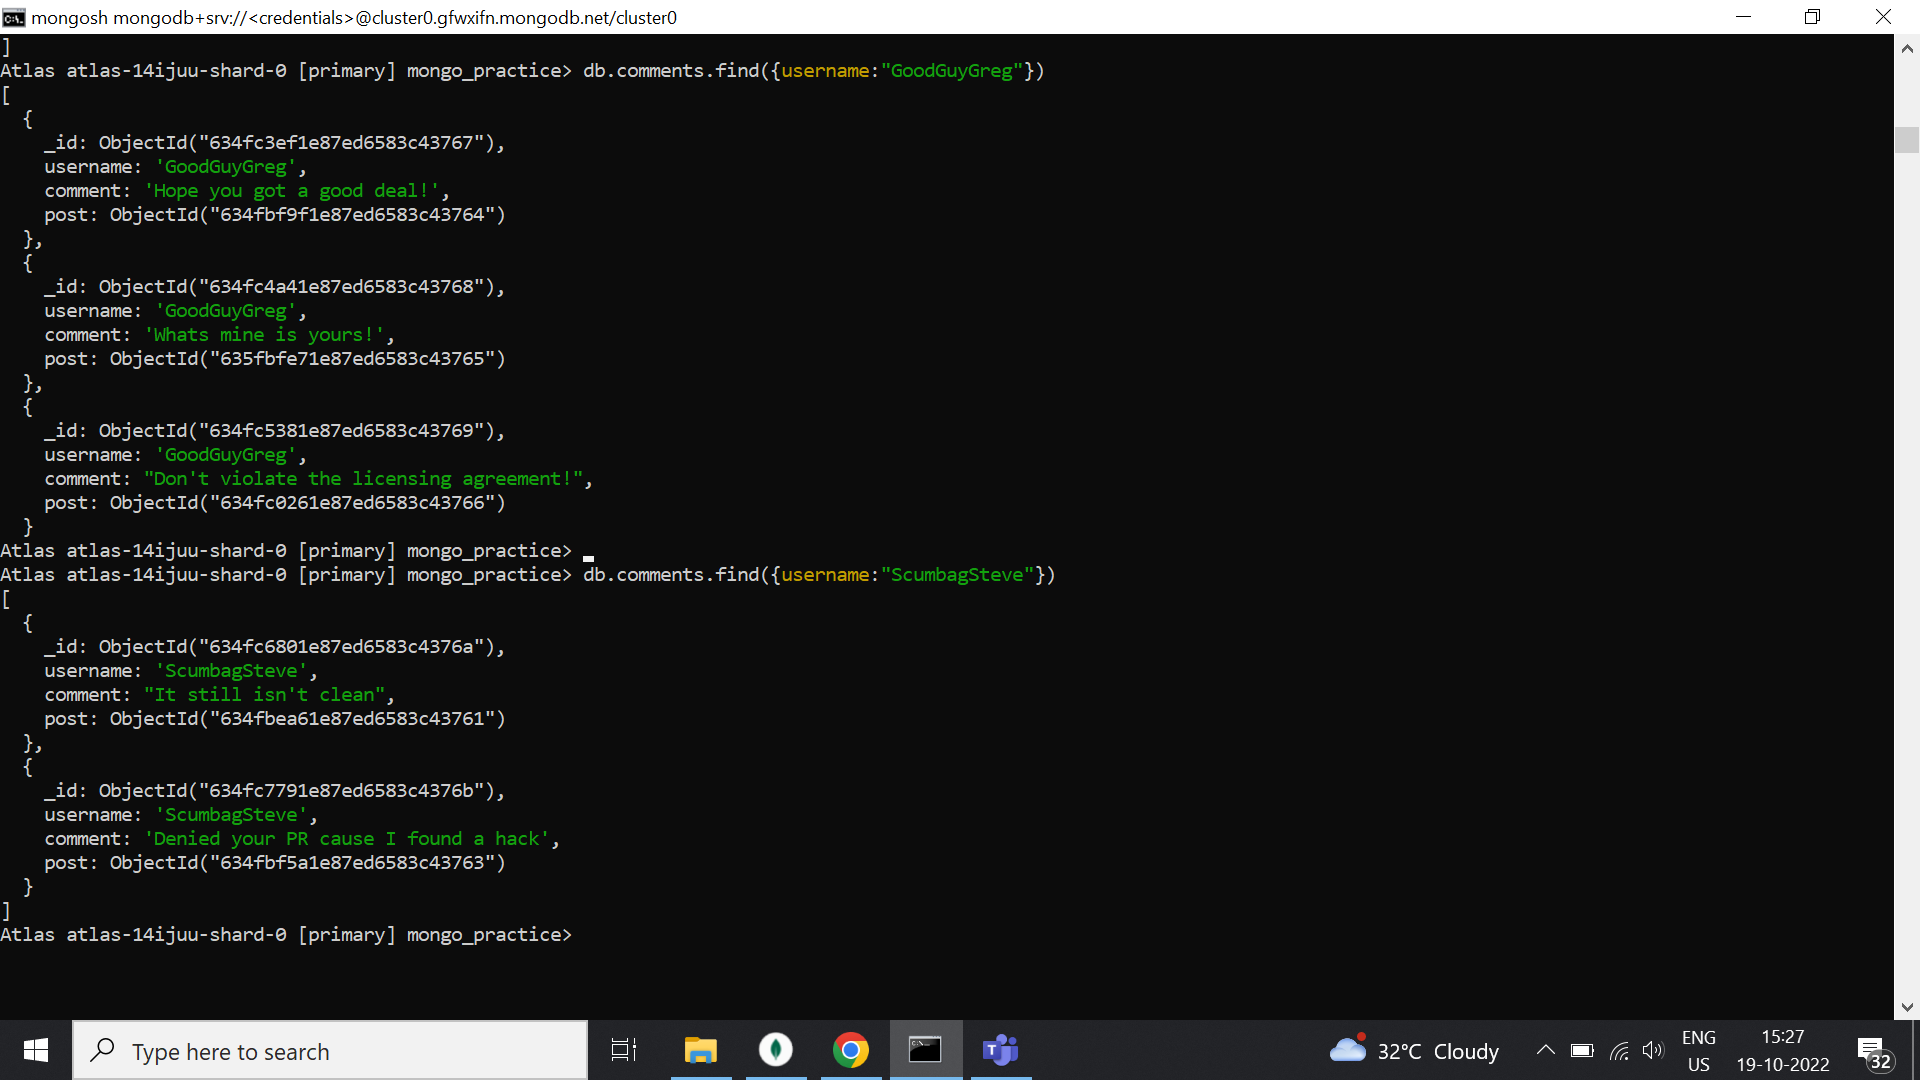 mongosh mongodb+srv://<credentials>@cluster0.gfwxifn.mongodb.net/cluster0
]
Atlas atlas-14ijuu-shard-0 [primary] mongo_practice> db.comments.find({username:"GoodGuyGreg"})
[
  {
    _id: ObjectId("634fc3ef1e87ed6583c43767"),
    username: 'GoodGuyGreg',
    comment: 'Hope you got a good deal!',
    post: ObjectId("634fbf9f1e87ed6583c43764")
  },
  {
    _id: ObjectId("634fc4a41e87ed6583c43768"),
    username: 'GoodGuyGreg',
    comment: 'Whats mine is yours!',
    post: ObjectId("635fbfe71e87ed6583c43765")
  },
  {
    _id: ObjectId("634fc5381e87ed6583c43769"),
    username: 'GoodGuyGreg',
    comment: "Don't violate the licensing agreement!",
    post: ObjectId("634fc0261e87ed6583c43766")
  }
Atlas atlas-14ijuu-shard-0 [primary] mongo_practice>
Atlas atlas-14ijuu-shard-0 [primary] mongo_practice> db.comments.find({username:"ScumbagSteve"})
[
  {
    _id: ObjectId("634fc6801e87ed6583c4376a"),
    username: 'ScumbagSteve',
    comment: "It still isn't clean",
    post: ObjectId("634fbea61e87ed6583c43761")
  },
  {
    _id: ObjectId("634fc7791e87ed6583c4376b"),
    username: 'ScumbagSteve',
    comment: 'Denied your PR cause I found a hack',
    post: ObjectId("634fbf5a1e87ed6583c43763")
  }
]
Atlas atlas-14ijuu-shard-0 [primary] mongo_practice>
Type here to search
32°C Cloudy
ENG
US
15:27
19-10-2022
32